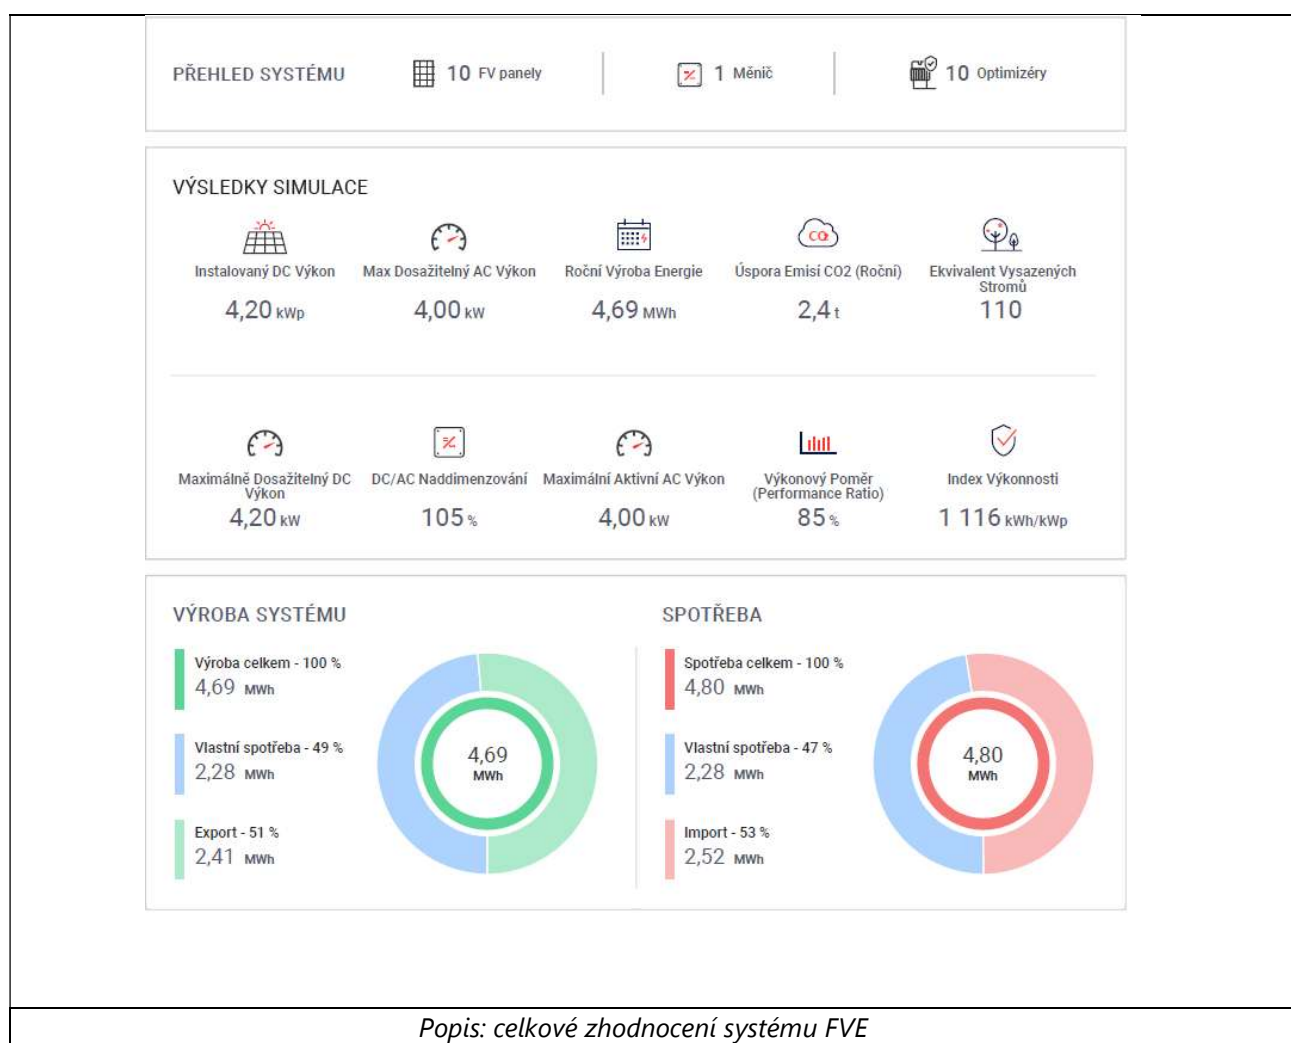 PŘEHLED SYSTÉMU
10 FV panely
1 Měnič
10 Optimizéry
VÝSLEDKY SIMULACE
Instalovaný DC Výkon
4,20 kWp
Max Dosažitelný AC Výkon
4,00 kW
Roční Výroba Energie
4,69 MWh
CO2
Úspora Emisí CO2 (Roční)
2,4 t
Ekvivalent Vysazených
Stromů
110
Maximálně Dosažitelný DC
Výkon
4,20 kW
DC/AC Naddimenzování
105 %
Maximální Aktivní AC Výkon
4,00 kW
Výkonový Poměr
(Performance Ratio)
85 %
Index Výkonnosti
1 116 kWh/kWp
VÝROBA SYSTÉMU
Výroba celkem - 100 %
4,69 MWh
Vlastní spotřeba - 49 %
2,28 MWh
Export - 51 %
2,41 MWh
4,69
MWh
SPOTŘEBA
Spotřeba celkem - 100 %
4,80 MWh
Vlastní spotřeba - 47 %
2,28 MWh
Import - 53 %
2,52 MWh
4,80
MWh
Popis: celkové zhodnocení systému FVE